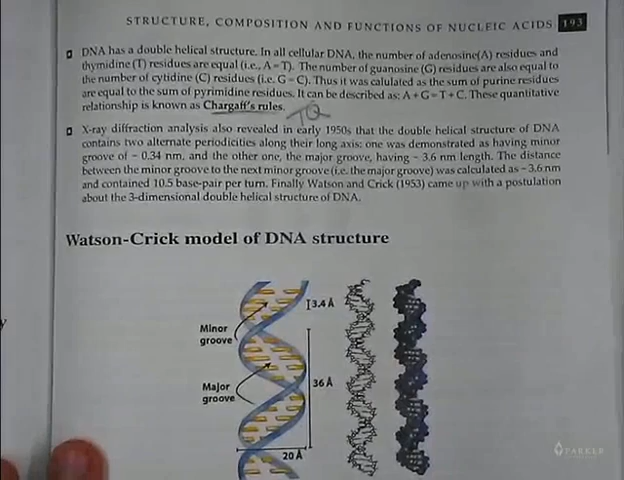 STRUCTURE, COMPOSITION AND FUNCTIONS OF NUCLEIC ACIDS 193
DNA has a double helical structure. In all cellular DNA, the number of adenosine(A) residues and
thymidine (T) residues are equal (i.e., A = T). The number of guanosine (G) residues are also equal to
the number of cytidine (C) residues (i.e. G = C). Thus it was calulated as the sum of purine residues
are equal to the sum of pyrimidine residues. It can be described as: A + G = T + C. These quantitative
relationship is known as Chargaff's rules.
X-ray diffraction analysis also revealed in early 1950s that the double helical structure of DNA
contains two alternate periodicities along their long axis: one was demonstrated as having minor
groove of ~ 0.34 nm, and the other one, the major groove, having ~ 3.6 nm length. The distance
between the minor groove to the next minor groove (i.e. the major groove) was calculated as ~3.6 nm
and contained 10.5 base-pair per turn. Finally Watson and Crick (1953) came up with a postulation
about the 3-dimensional double helical structure of DNA.
Watson-Crick model of DNA structure
3.4 Å
Minor
groove
36 Å
Major
groove
20 Å